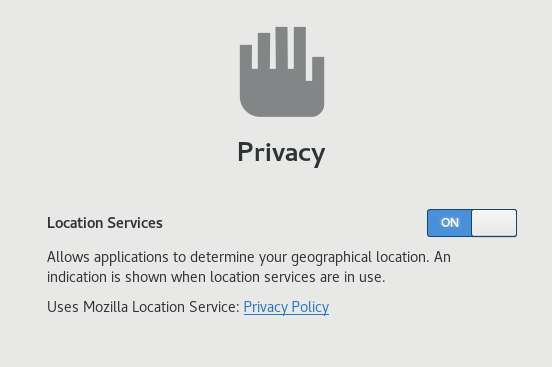 Privacy
Location Services
ON
Allows applications to determine your geographical location. An
indication is shown when location services are in use.
Uses Mozilla Location Service: Privacy Policy